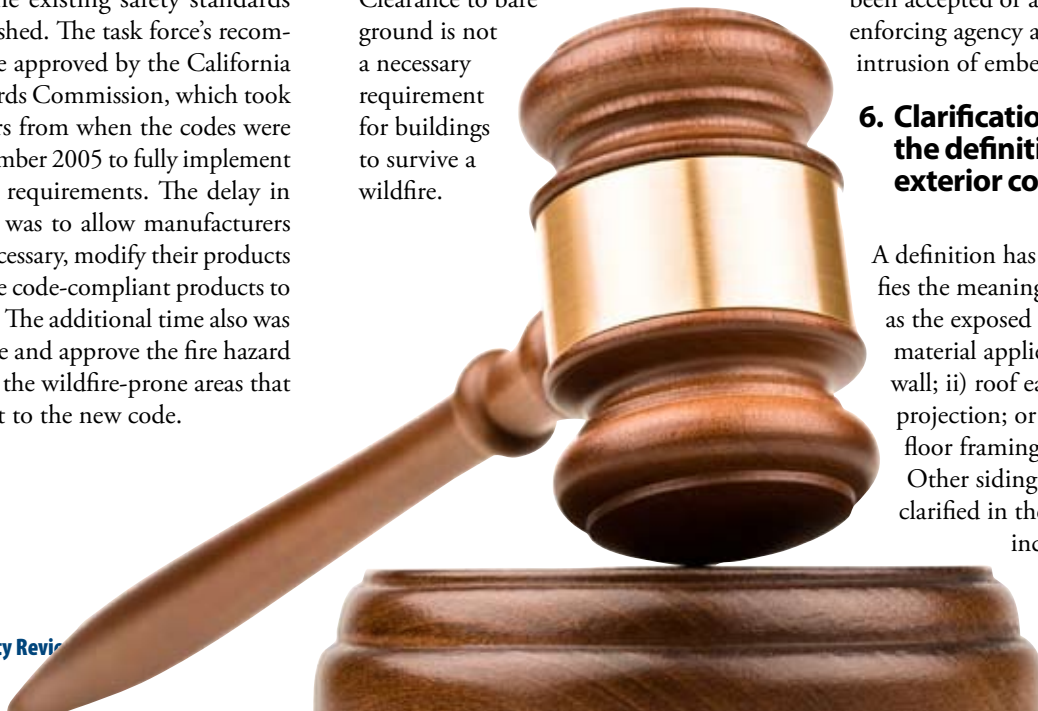 e existing safety standards
shed. The task force's recom-
e approved by the California
rds Commission, which took
rs from when the codes were
mber 2005 to fully implement
requirements. The delay in
was to allow manufacturers
cessary, modify their products
e code-compliant products to
The additional time also was
e and approve the fire hazard
the wildfire-prone areas that
t to the new code.
Clearance to bare
ground is not
a necessary
requirement
for buildings
to survive a
wildfire.
been accepted or a
enforcing agency a
intrusion of embe
6. Clarificatio
the definiti
exterior co
A definition has
fies the meaning
as the exposed
material applie
wall; ii) roof ea
projection; or
floor framing
Other siding
clarified in the
inc
ty Revie